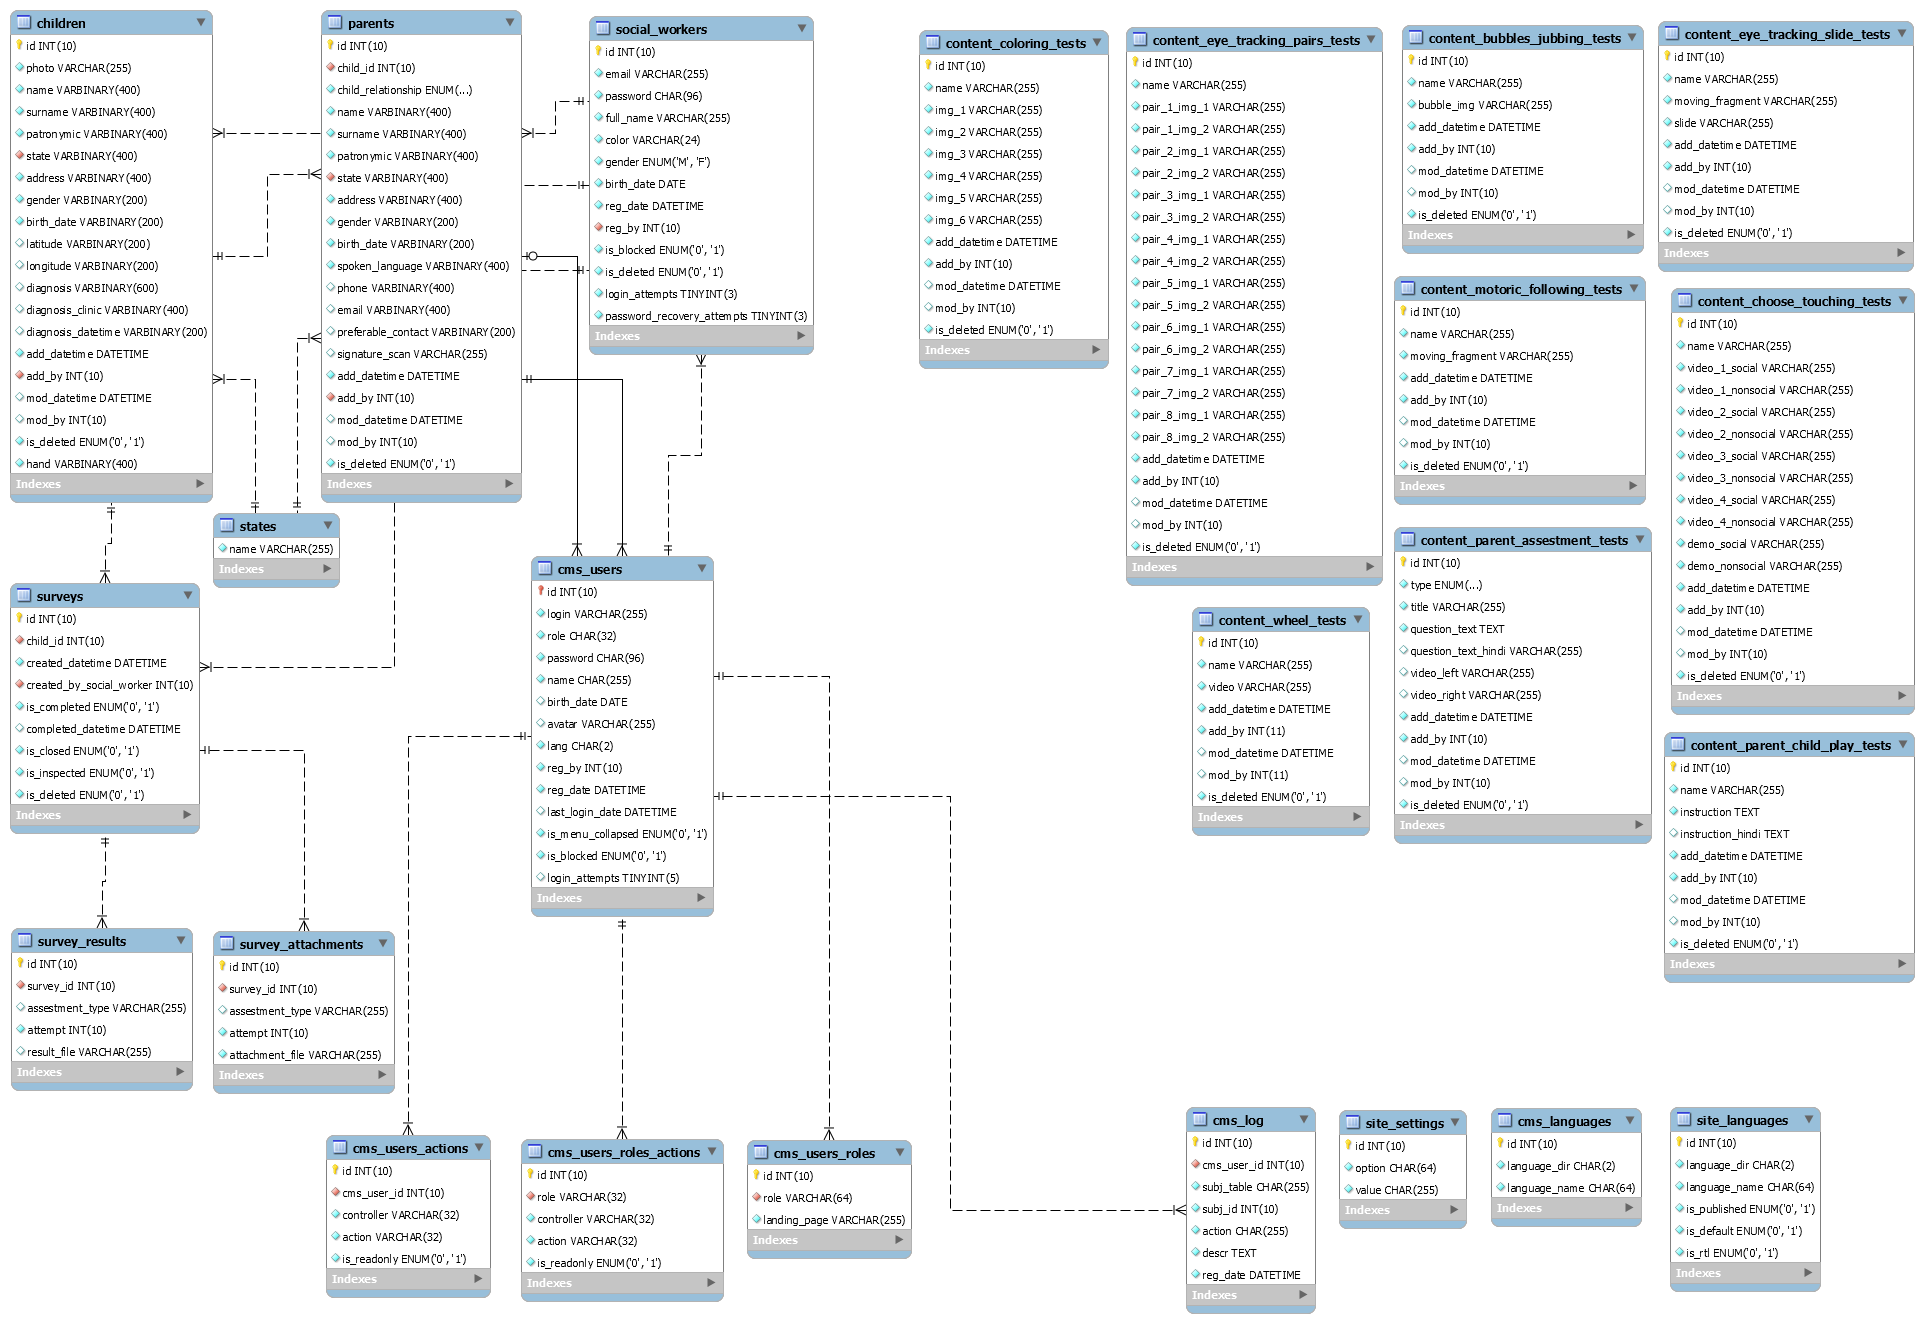 children
id INT(10)
photo VARCHAR(255)
name VARBINARY(400)
surname VARBINARY(400)
patronymic VARBINARY(400)
state VARBINARY(400)
address VARBINARY(400)
gender VARBINARY(200)
birth_date VARBINARY(200)
latitude VARBINARY(200)
longitude VARBINARY(200)
diagnosis VARBINARY(600)
diagnosis_clinic VARBINARY(400)
diagnosis_datetime VARBINARY(200)
add_datetime DATETIME
add_by INT(10)
mod_datetime DATETIME
mod_by INT(10)
is_deleted ENUM('0', '1')
hand VARBINARY(400)
Indexes
parents
id INT(10)
child_id INT(10)
child_relationship ENUM(...)
name VARBINARY(400)
surname VARBINARY(400)
patronymic VARBINARY(400)
state VARBINARY(400)
address VARBINARY(400)
gender VARBINARY(200)
birth_date VARBINARY(200)
spoken_language VARBINARY(400)
phone VARBINARY(400)
email VARBINARY(400)
preferable_contact VARBINARY(200)
signature_scan VARCHAR(255)
add_datetime DATETIME
add_by INT(10)
mod_datetime DATETIME
mod_by INT(10)
is_deleted ENUM('0', '1')
Indexes
social_workers
id INT(10)
email VARCHAR(255)
password CHAR(96)
full_name VARCHAR(255)
color VARCHAR(24)
gender ENUM('M', 'F')
birth_date DATE
reg_date DATETIME
reg_by INT(10)
is_blocked ENUM('0', '1')
is_deleted ENUM('0', '1')
login_attempts TINYINT(3)
password_recovery_attempts TINYINT(3)
Indexes
content_coloring_tests
id INT(10)
name VARCHAR(255)
img_1 VARCHAR(255)
img_2 VARCHAR(255)
img_3 VARCHAR(255)
img_4 VARCHAR(255)
img_5 VARCHAR(255)
img_6 VARCHAR(255)
add_datetime DATETIME
add_by INT(10)
mod_datetime DATETIME
mod_by INT(10)
is_deleted ENUM('0', '1')
Indexes
content_eye_tracking_pairs_tests
id INT(10)
name VARCHAR(255)
pair_1_img_1 VARCHAR(255)
pair_1_img_2 VARCHAR(255)
pair_2_img_1 VARCHAR(255)
pair_2_img_2 VARCHAR(255)
pair_3_img_1 VARCHAR(255)
pair_3_img_2 VARCHAR(255)
pair_4_img_1 VARCHAR(255)
pair_4_img_2 VARCHAR(255)
pair_5_img_1 VARCHAR(255)
pair_5_img_2 VARCHAR(255)
pair_6_img_1 VARCHAR(255)
pair_6_img_2 VARCHAR(255)
pair_7_img_1 VARCHAR(255)
pair_7_img_2 VARCHAR(255)
pair_8_img_1 VARCHAR(255)
pair_8_img_2 VARCHAR(255)
add_datetime DATETIME
add_by INT(10)
mod_datetime DATETIME
mod_by INT(10)
is_deleted ENUM('0', '1')
Indexes
content_bubbles_jubbing_tests
id INT(10)
name VARCHAR(255)
bubble_img VARCHAR(255)
add_datetime DATETIME
add_by INT(10)
mod_datetime DATETIME
mod_by INT(10)
is_deleted ENUM('0', '1')
Indexes
content_eye_tracking_slide_tests
id INT(10)
name VARCHAR(255)
moving_fragment VARCHAR(255)
slide VARCHAR(255)
add_datetime DATETIME
add_by INT(10)
mod_datetime DATETIME
mod_by INT(10)
is_deleted ENUM('0', '1')
Indexes
content_motoric_following_tests
id INT(10)
name VARCHAR(255)
moving_fragment VARCHAR(255)
add_datetime DATETIME
add_by INT(10)
mod_datetime DATETIME
mod_by INT(10)
is_deleted ENUM('0', '1')
Indexes
content_choose_touching_tests
id INT(10)
name VARCHAR(255)
video_1_social VARCHAR(255)
video_1_nonsocial VARCHAR(255)
video_2_social VARCHAR(255)
video_2_nonsocial VARCHAR(255)
video_3_social VARCHAR(255)
video_3_nonsocial VARCHAR(255)
video_4_social VARCHAR(255)
video_4_nonsocial VARCHAR(255)
demo_social VARCHAR(255)
demo_nonsocial VARCHAR(255)
add_datetime DATETIME
add_by INT(10)
mod_datetime DATETIME
mod_by INT(10)
is_deleted ENUM('0', '1')
Indexes
states
name VARCHAR(255)
Indexes
surveys
id INT(10)
child_id INT(10)
created_datetime DATETIME
created_by_social_worker INT(10)
is_completed ENUM('0', '1')
completed_datetime DATETIME
is_closed ENUM('0', '1')
is_inspected ENUM('0', '1')
is_deleted ENUM('0', '1')
Indexes
cms_users
id INT(10)
login VARCHAR(255)
role CHAR(32)
password CHAR(96)
name CHAR(255)
birth_date DATE
avatar VARCHAR(255)
lang CHAR(2)
reg_by INT(10)
reg_date DATETIME
last_login_date DATETIME
is_menu_collapsed ENUM('0', '1')
is_blocked ENUM('0', '1')
login_attempts TINYINT(5)
Indexes
content_wheel_tests
id INT(10)
name VARCHAR(255)
video VARCHAR(255)
add_datetime DATETIME
add_by INT(11)
mod_datetime DATETIME
mod_by INT(11)
is_deleted ENUM('0', '1')
Indexes
content_parent_assestment_tests
id INT(10)
type ENUM(...)
title VARCHAR(255)
question_text TEXT
question_text_hindi VARCHAR(255)
video_left VARCHAR(255)
video_right VARCHAR(255)
add_datetime DATETIME
add_by INT(10)
mod_datetime DATETIME
mod_by INT(10)
is_deleted ENUM('0', '1')
Indexes
content_parent_child_play_tests
id INT(10)
name VARCHAR(255)
instruction TEXT
instruction_hindi TEXT
add_datetime DATETIME
add_by INT(10)
mod_datetime DATETIME
mod_by INT(10)
is_deleted ENUM('0', '1')
Indexes
survey_results
id INT(10)
survey_id INT(10)
assestment_type VARCHAR(255)
attempt INT(10)
result_file VARCHAR(255)
Indexes
survey_attachments
id INT(10)
survey_id INT(10)
assestment_type VARCHAR(255)
attempt INT(10)
attachment_file VARCHAR(255)
Indexes
cms_users_actions
id INT(10)
cms_user_id INT(10)
controller VARCHAR(32)
action VARCHAR(32)
is_readonly ENUM('0', '1')
Indexes
cms_users_roles_actions
id INT(10)
role VARCHAR(32)
controller VARCHAR(32)
action VARCHAR(32)
is_readonly ENUM('0', '1')
Indexes
cms_users_roles
id INT(10)
role VARCHAR(64)
landing_page VARCHAR(255)
Indexes
cms_log
id INT(10)
cms_user_id INT(10)
subj_table CHAR(255)
subj_id INT(10)
action CHAR(255)
descr TEXT
reg_date DATETIME
Indexes
site_settings
id INT(10)
option CHAR(64)
value CHAR(255)
Indexes
cms_languages
id INT(10)
language_dir CHAR(2)
language_name CHAR(64)
Indexes
site_languages
id INT(10)
language_dir CHAR(2)
language_name CHAR(64)
is_published ENUM('0', '1')
is_default ENUM('0', '1')
is_rtl ENUM('0', '1')
Indexes